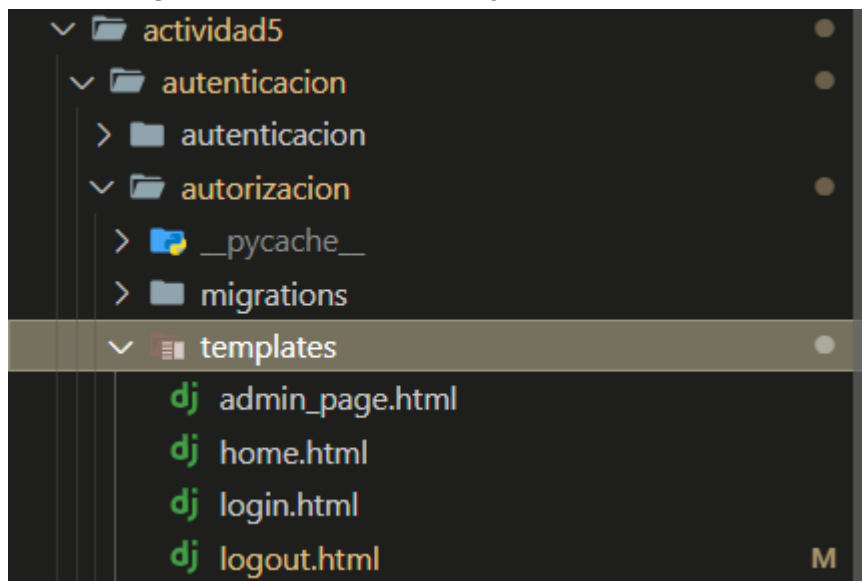 actividad5
autenticacion
autenticacion
autorizacion
__pycache__
migrations
templates
dj admin_page.html
dj home.html
dj login.html
dj logout.html M